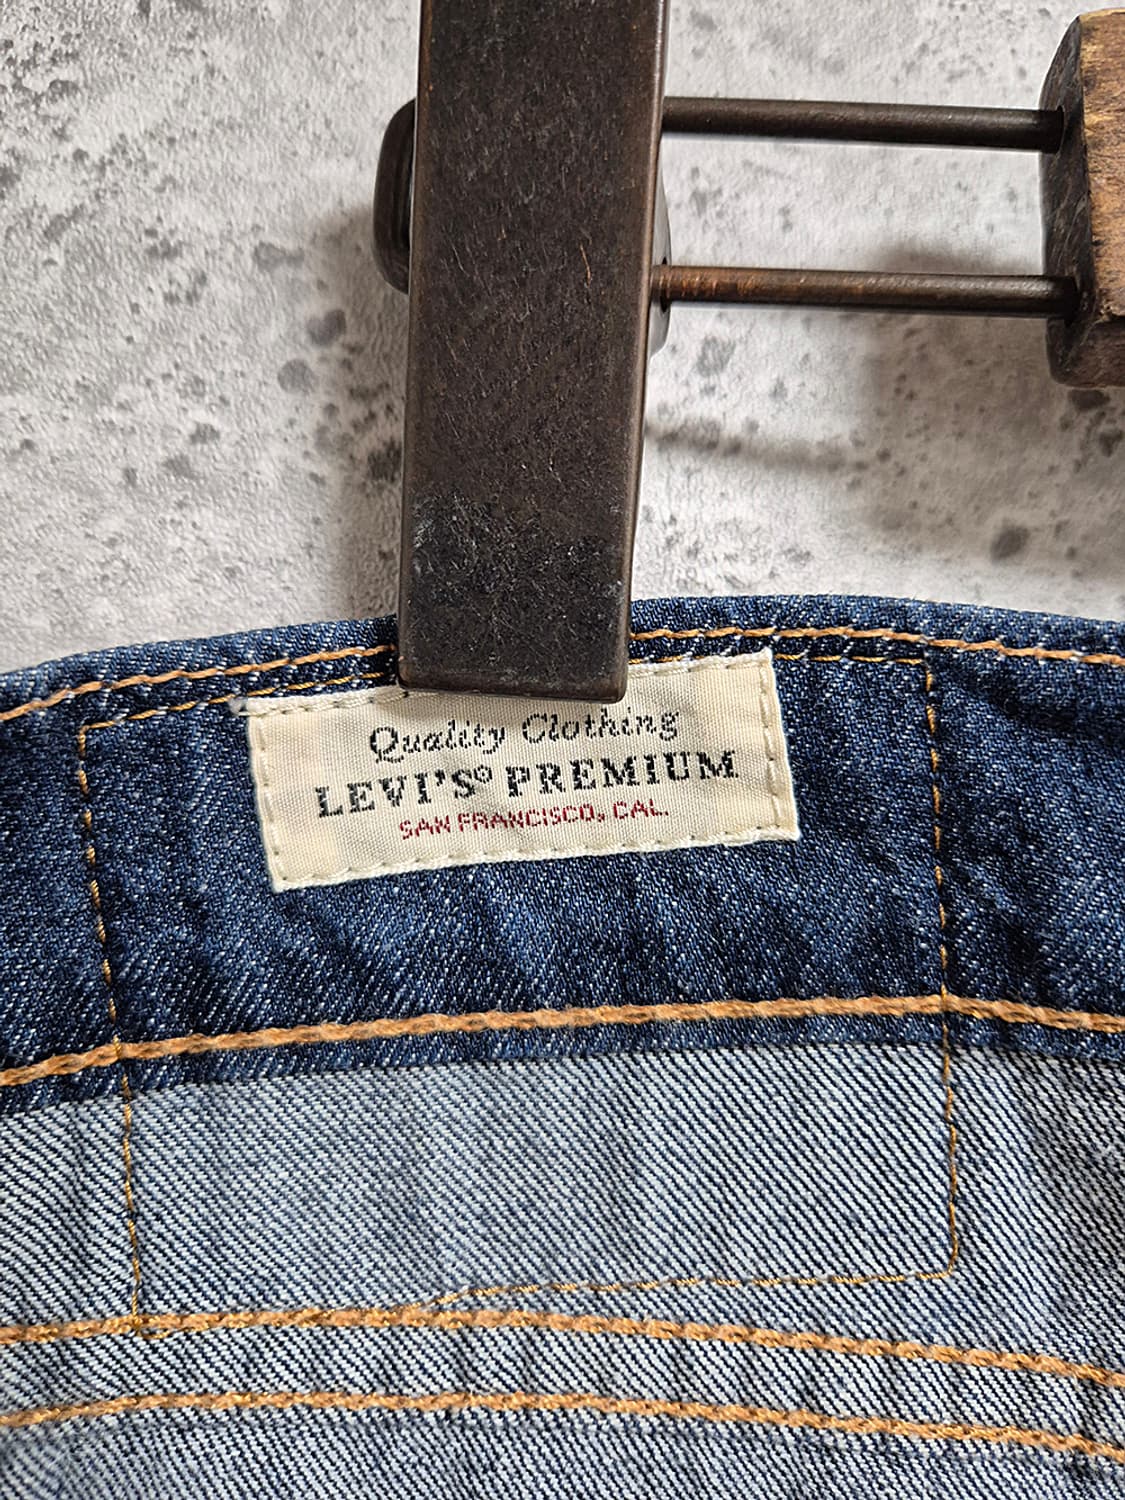 Quality Clothing
LEVI'S® PREMIUM
SAN FRANCISCO, CAL.